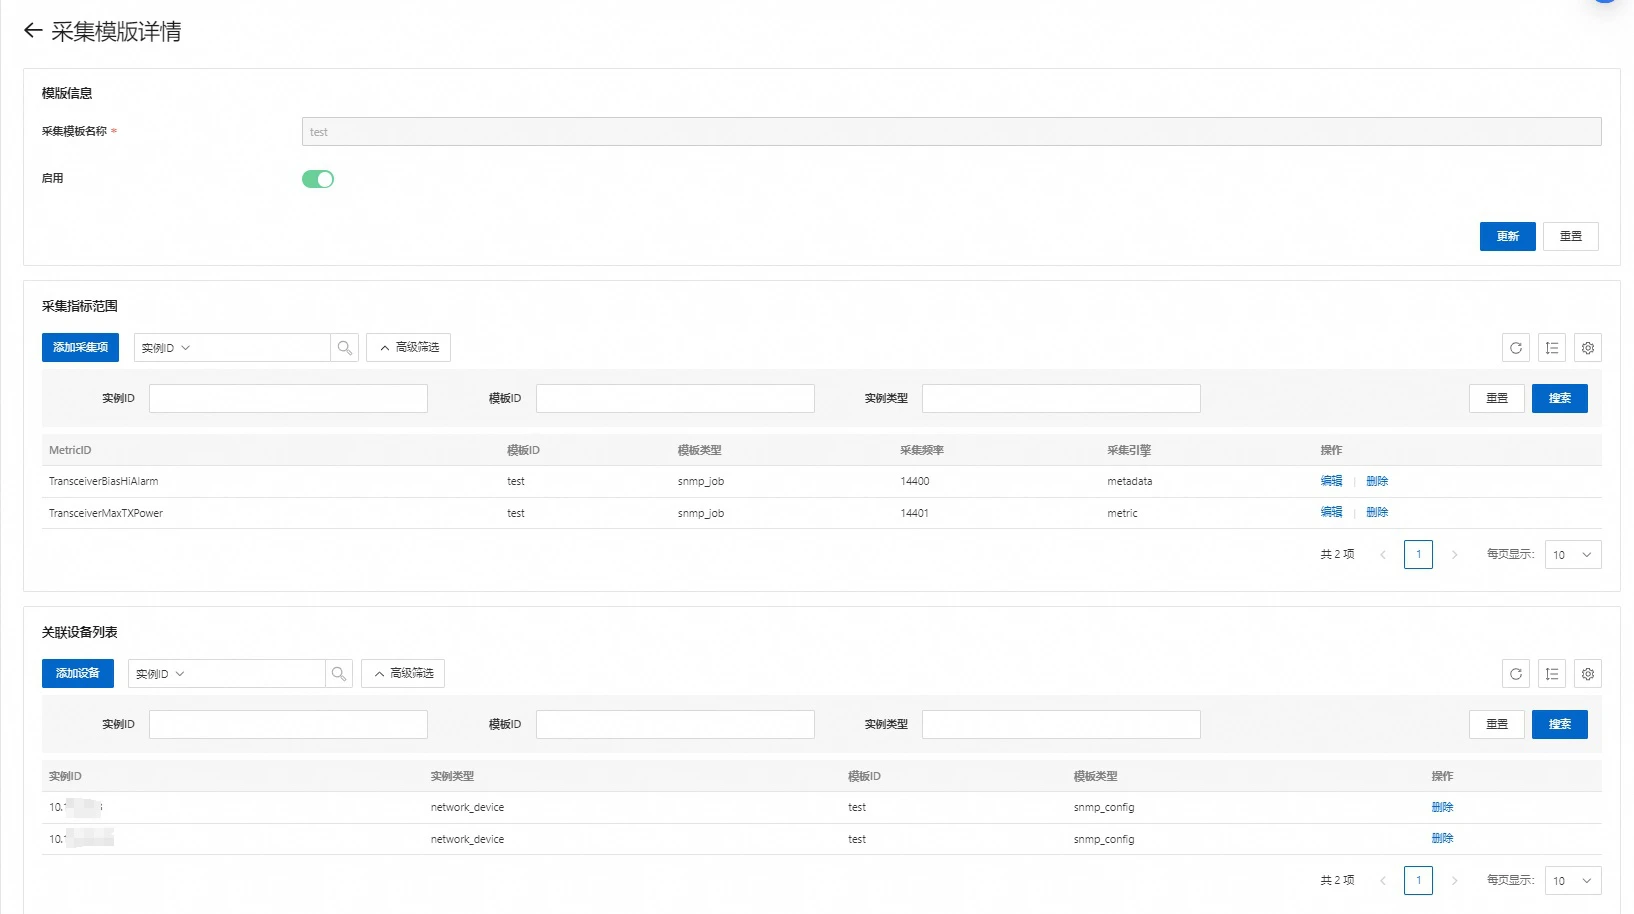 采集模版详情
模版信息
采集模板名称 *
test
启用
更新 重置
采集指标范围
添加采集项 实例ID 高级筛选
实例ID 模板ID 实例类型 重置 搜索
MetricID 模板ID 模板类型 采集频率 采集引擎 操作
TransceiverBiasHiAlarm test snmp_job 14400 metadata 编辑 | 删除
TransceiverMaxTXPower test snmp_job 14401 metric 编辑 | 删除
共 2 项 1 每页显示: 10
关联设备列表
添加设备 实例ID 高级筛选
实例ID 模板ID 实例类型 重置 搜索
实例ID 实例类型 模板ID 模板类型 操作
10. network_device test snmp_config 删除
10. network_device test snmp_config 删除
共 2 项 1 每页显示: 10